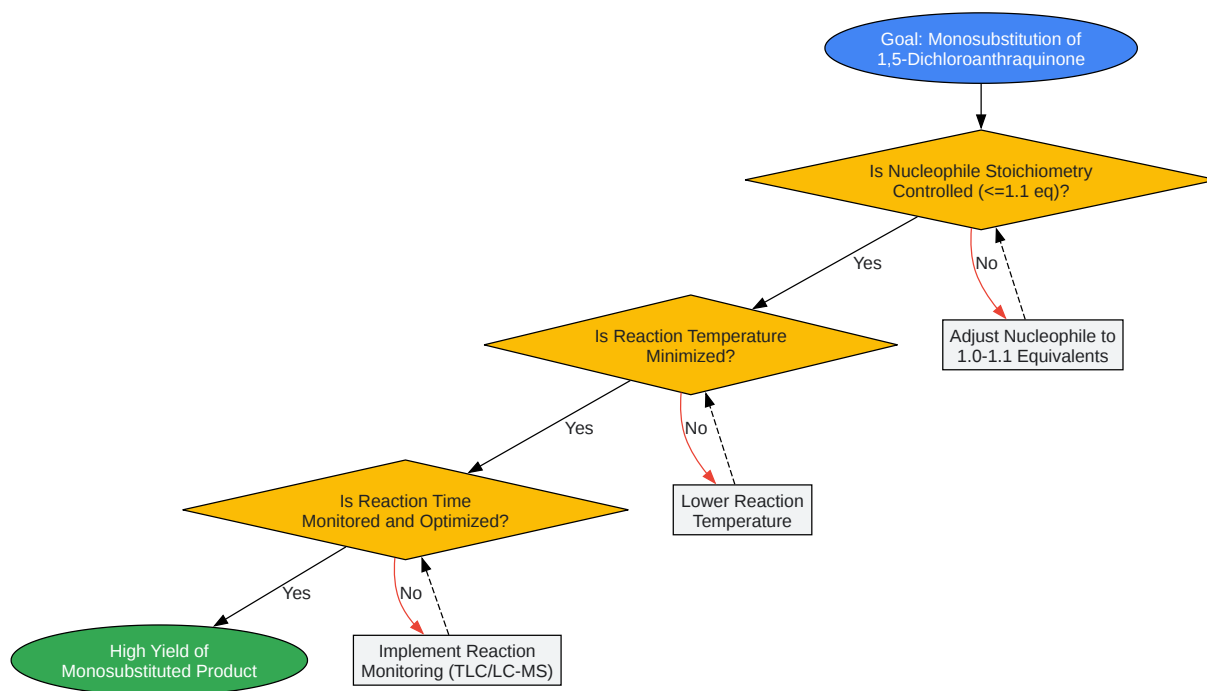 Goal: Monosubstitution of
1,5-Dichloroanthraquinone
Is Nucleophile Stoichiometry
Controlled (<=1.1 eq)?
Yes
No
Adjust Nucleophile to
1.0-1.1 Equivalents
Is Reaction Temperature
Minimized?
Yes
No
Lower Reaction
Temperature
Is Reaction Time
Monitored and Optimized?
Yes
No
Implement Reaction
Monitoring (TLC/LC-MS)
High Yield of
Monosubstituted Product